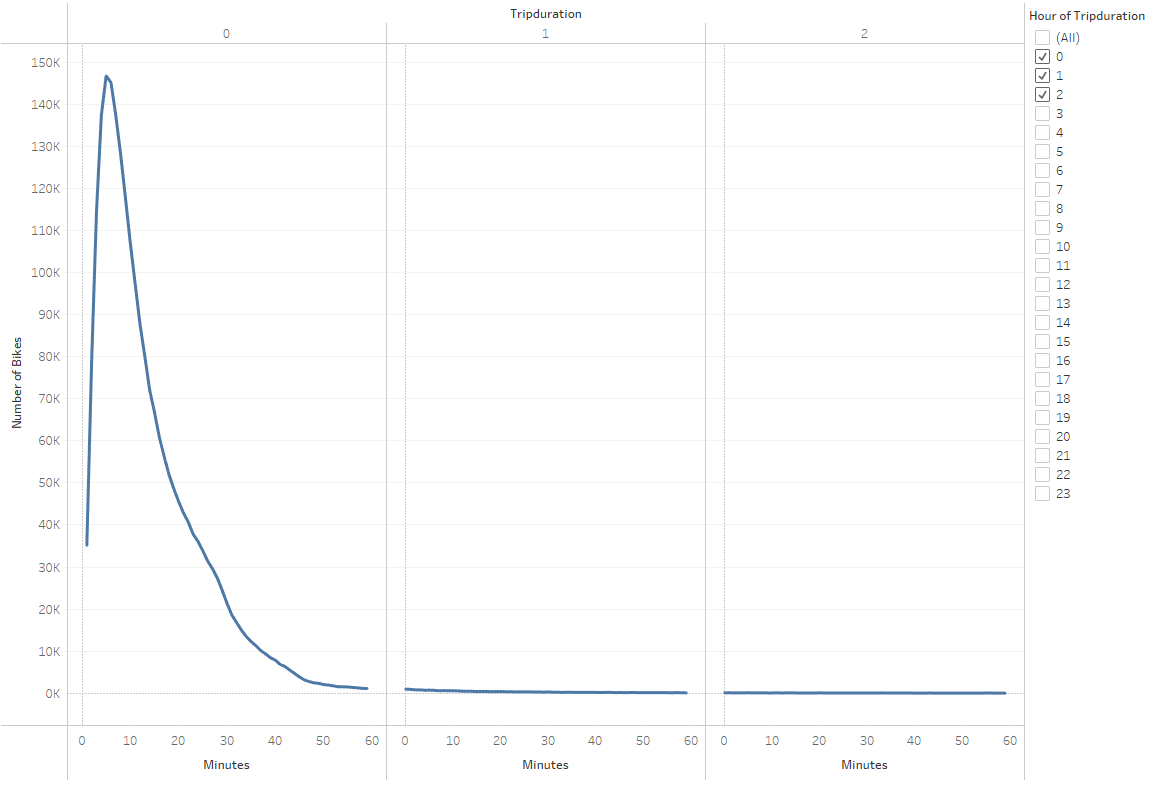 Tripduration
0 1 2
150K
140K
130K
120K
110K
100K
90K
80K
70K
60K
50K
40K
30K
20K
10K
0K
Number of Bikes
0 10 20 30 40 50 60 0 10 20 30 40 50 60 0 10 20 30 40 50 60
Minutes Minutes Minutes
Hour of Tripduration
(All)
0
1
2
3
4
5
6
7
8
9
10
11
12
13
14
15
16
17
18
19
20
21
22
23